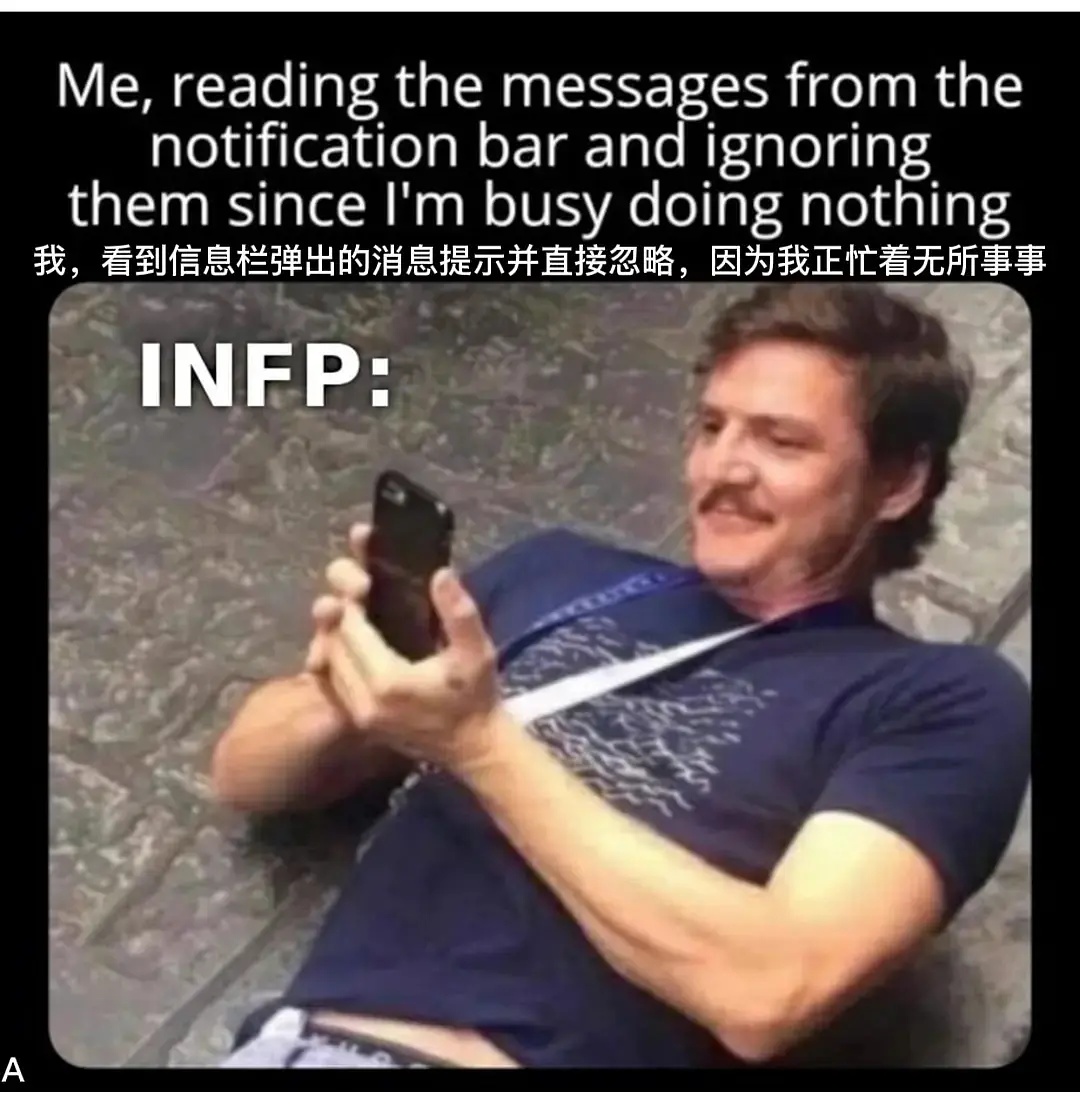 Me, reading the messages from the
notification bar and ignoring
them since I'm busy doing nothing
我，看到信息栏弹出的消息提示并直接忽略，因为我正忙着无所事事
INFP:
A